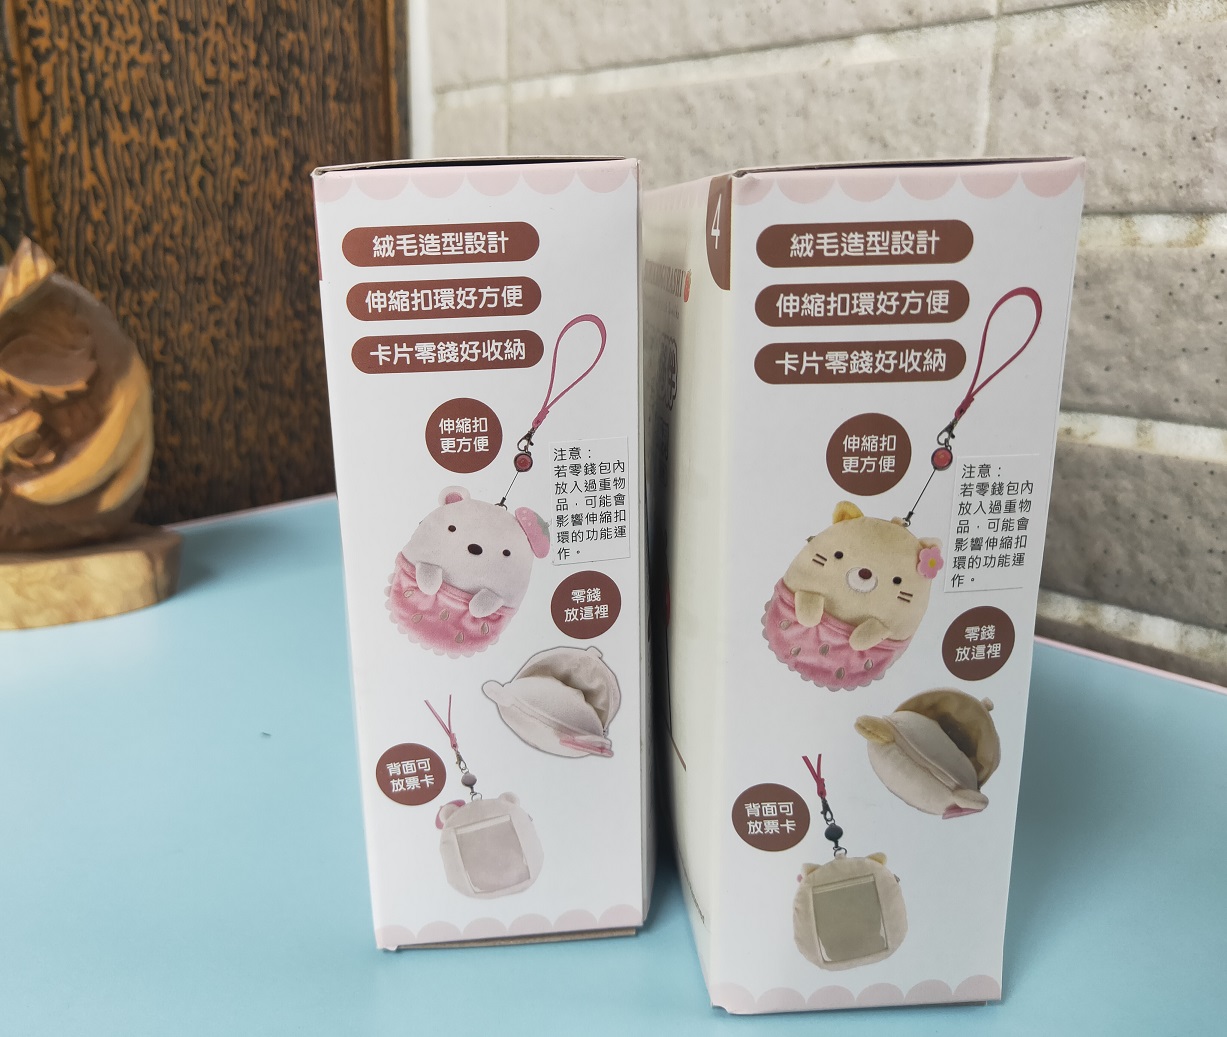 絨毛造型設計
伸縮扣環好方便
卡片零錢好收納
伸縮扣
更方便
注意：
若零錢包內
放入過重物
品，可能會
影響伸縮扣
環的功能運
作。
零錢
放這裡
背面可
放票卡
4
絨毛造型設計
伸縮扣環好方便
卡片零錢好收納
伸縮扣
更方便
注意：
若零錢包內
放入過重物
品，可能會
影響伸縮扣
環的功能運
作。
零錢
放這裡
背面可
放票卡